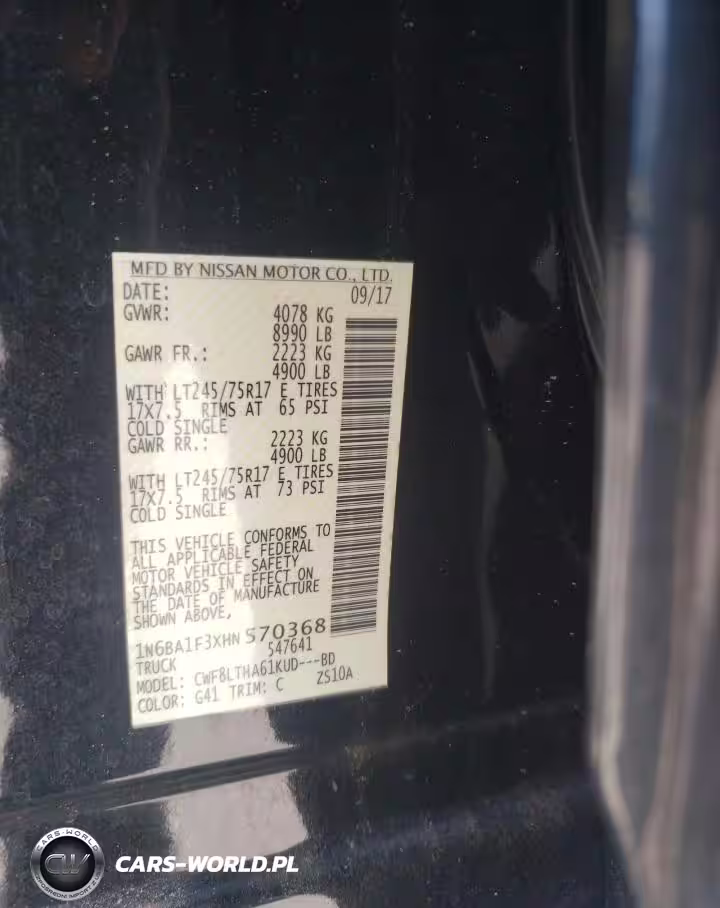 MFD BY NISSAN MOTOR CO., LTD.
DATE: 09/17
GVWR: 4078 KG
8990 LB
GAWR FR.: 2223 KG
4900 LB
WITH LT245/75R17 E TIRES
17X7.5 RIMS AT 65 PSI
COLD SINGLE
GAWR RR.: 2223 KG
4900 LB
WITH LT245/75R17 E TIRES
17X7.5 RIMS AT 73 PSI
COLD SINGLE
THIS VEHICLE CONFORMS TO
ALL APPLICABLE FEDERAL
MOTOR VEHICLE SAFETY
STANDARDS IN EFFECT ON
THE DATE OF MANUFACTURE
SHOWN ABOVE,
1N6BA1F3XHN570368
547641
TRUCK
MODEL: CWF8LTHA61KUD---BD
COLOR: G41 TRIM: C ZS10A
CARS-WORLD
CW
CARS-WORLD.PL